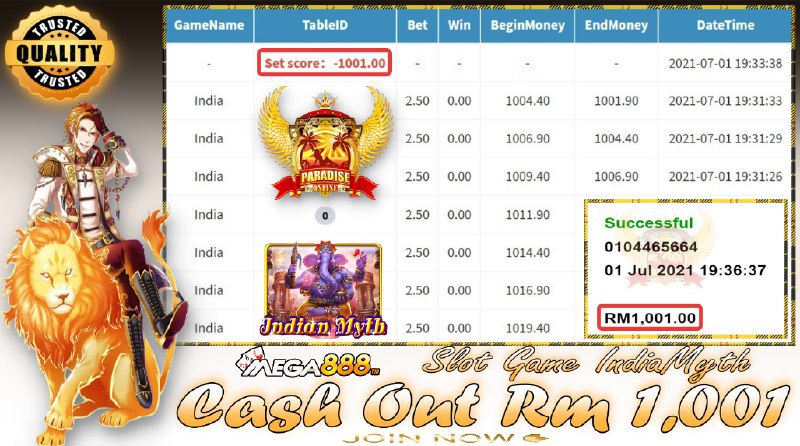 TRUSTED
QUALITY
TRUSTED
GameName TableID Bet Win BeginMoney EndMoney DateTime
- Set score: -1001.00 - - - - 2021-07-01 19:33:38
India 2.50 0.00 1004.40 1001.90 2021-07-01 19:31:33
India 2.50 0.00 1006.90 1004.40 2021-07-01 19:31:29
India 2.50 0.00 1009.40 1006.90 2021-07-01 19:31:26
India 0 2.50 0.00 1011.90
India 2.50 0.00 1014.40
India 2.50 0.00 1016.90
India 2.50 0.00 1019.40
PARADISE
Indian Myth
Successful
0104465664
01 Jul 2021 19:36:37
RM1,001.00
MEGA888 TM Slot Game IndiaMyth
Cash Out Rm 1,001
JOIN NOW